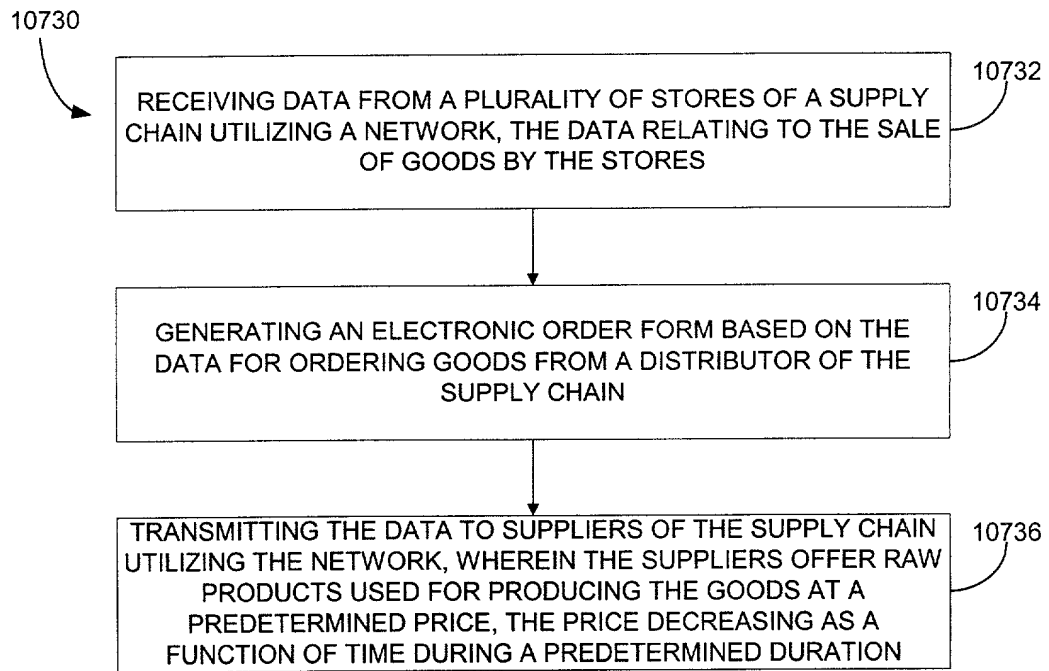 10730
10732
RECEIVING DATA FROM A PLURALITY OF STORES OF A SUPPLY
CHAIN UTILIZING A NETWORK, THE DATA RELATING TO THE SALE
OF GOODS BY THE STORES
10734
GENERATING AN ELECTRONIC ORDER FORM BASED ON THE
DATA FOR ORDERING GOODS FROM A DISTRIBUTOR OF THE
SUPPLY CHAIN
10736
TRANSMITTING THE DATA TO SUPPLIERS OF THE SUPPLY CHAIN
UTILIZING THE NETWORK, WHEREIN THE SUPPLIERS OFFER RAW
PRODUCTS USED FOR PRODUCING THE GOODS AT A
PREDETERMINED PRICE, THE PRICE DECREASING AS A
FUNCTION OF TIME DURING A PREDETERMINED DURATION